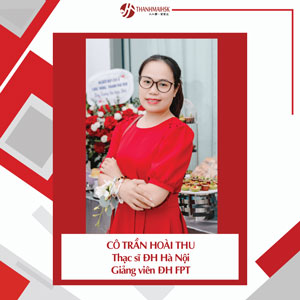 THANHMAIHSK
CÔ TRẦN HOÀI THU
Thạc sĩ ĐH Hà Nội
Giảng viên ĐH FPT